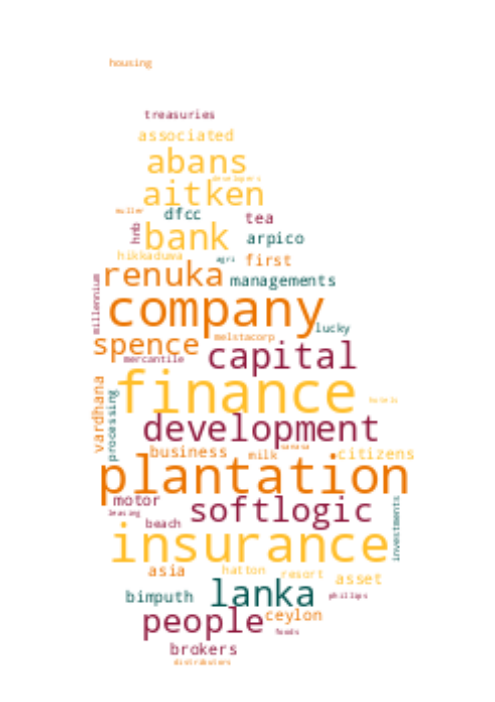 housing
treasuries
associated
abans
developers
aitken
muller
dfcc
tea
hnb
bank
arpico
hikkaduwa
agri
first
renuka
managements
millennium
company
lucky
spence
melstacorp
mercantile
capital
finance
hotels
vardhana
processing
development
business
milk
serasa
citizens
plantation
motor
softlogic
leasing
beach
investments
insurance
asia
hatton
resort
asset
bimputh
lanka
phillips
people
ceylon
foods
brokers
distributors